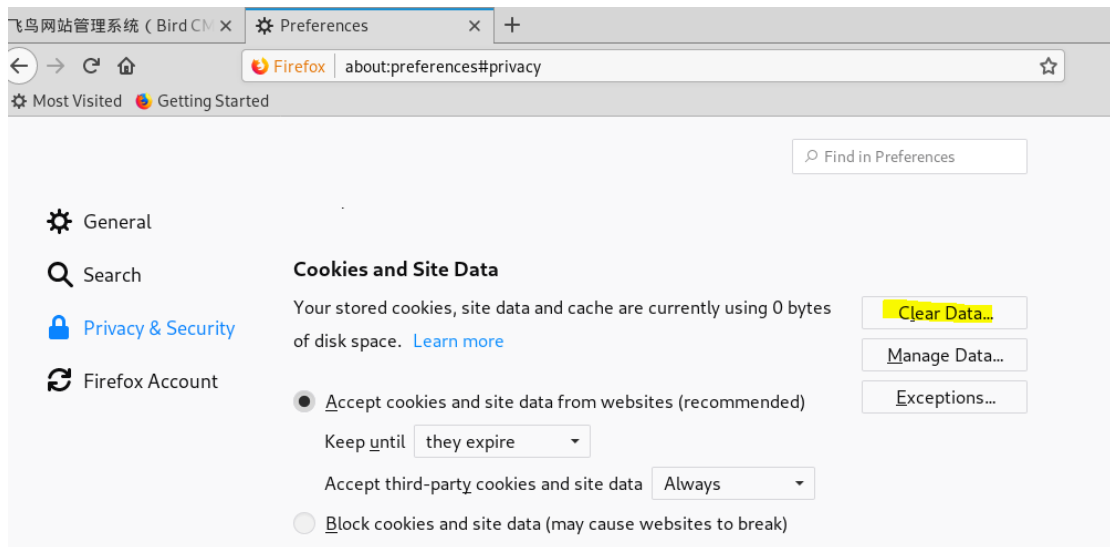 飞鸟网站管理系统 ( Bird CM
Preferences
Firefox about:preferences#privacy
Most Visited Getting Started
Find in Preferences
General
Search
Privacy & Security
Firefox Account
Cookies and Site Data
Your stored cookies, site data and cache are currently using 0 bytes
of disk space. Learn more
Clear Data...
Manage Data...
Exceptions...
Accept cookies and site data from websites (recommended)
Keep until they expire
Accept third-party cookies and site data Always
Block cookies and site data (may cause websites to break)